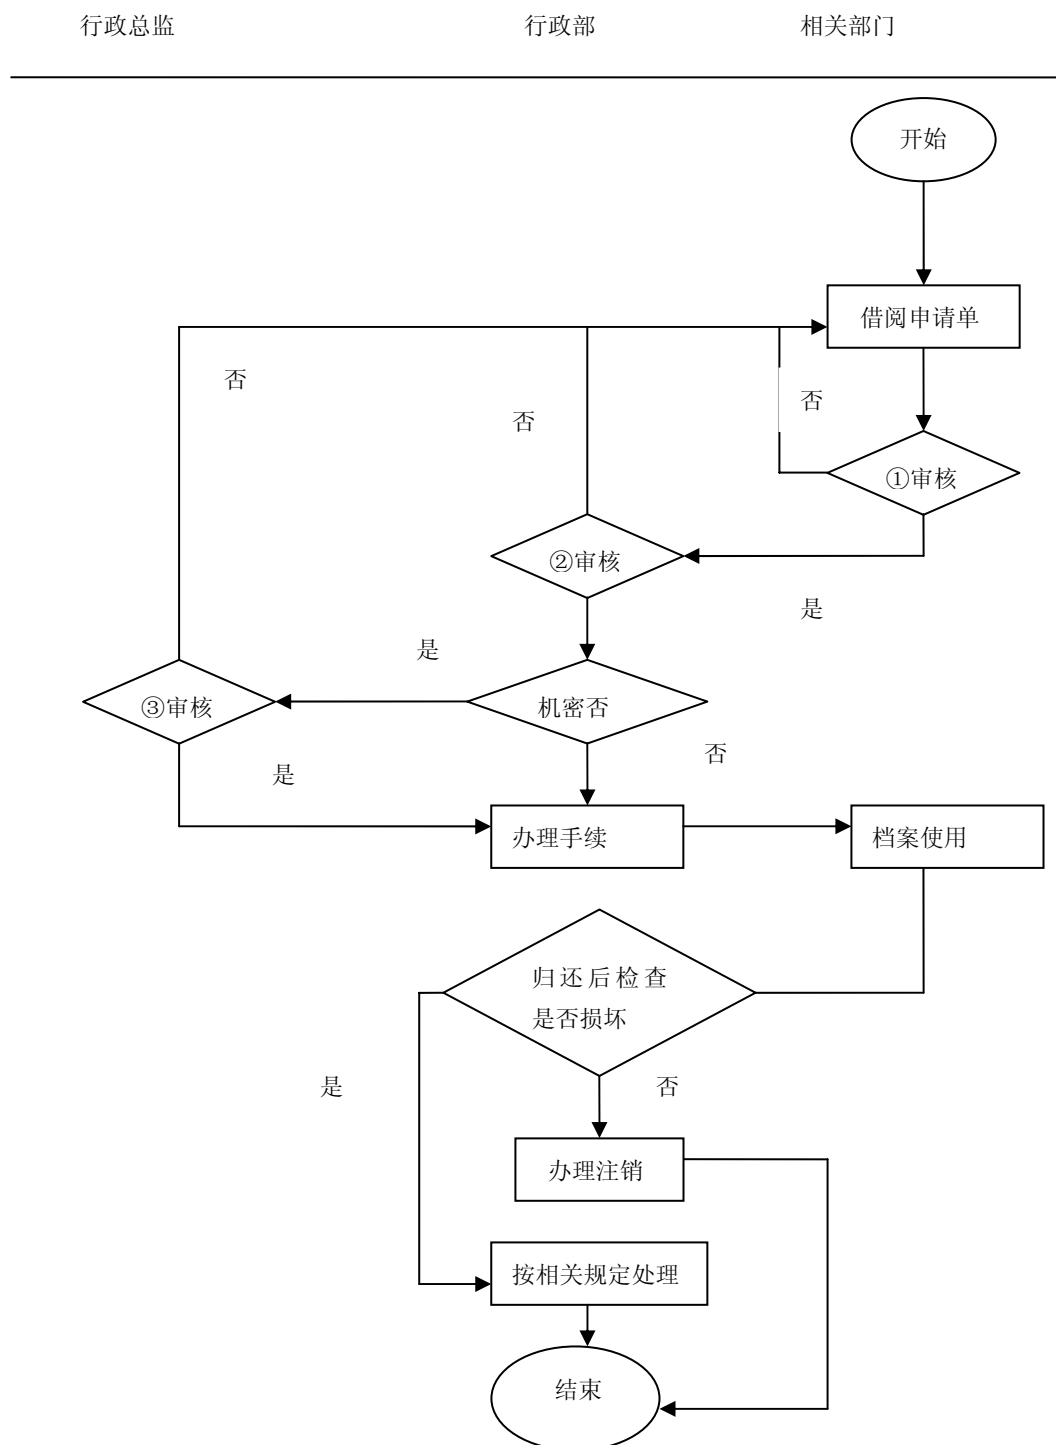 行政总监 行政部 相关部门
开始
借阅申请单
否
否
否
①审核
②审核
是
是
③审核
机密否
否
是
办理手续
档案使用
归还后检查
是否损坏
是
否
办理注销
按相关规定处理
结束